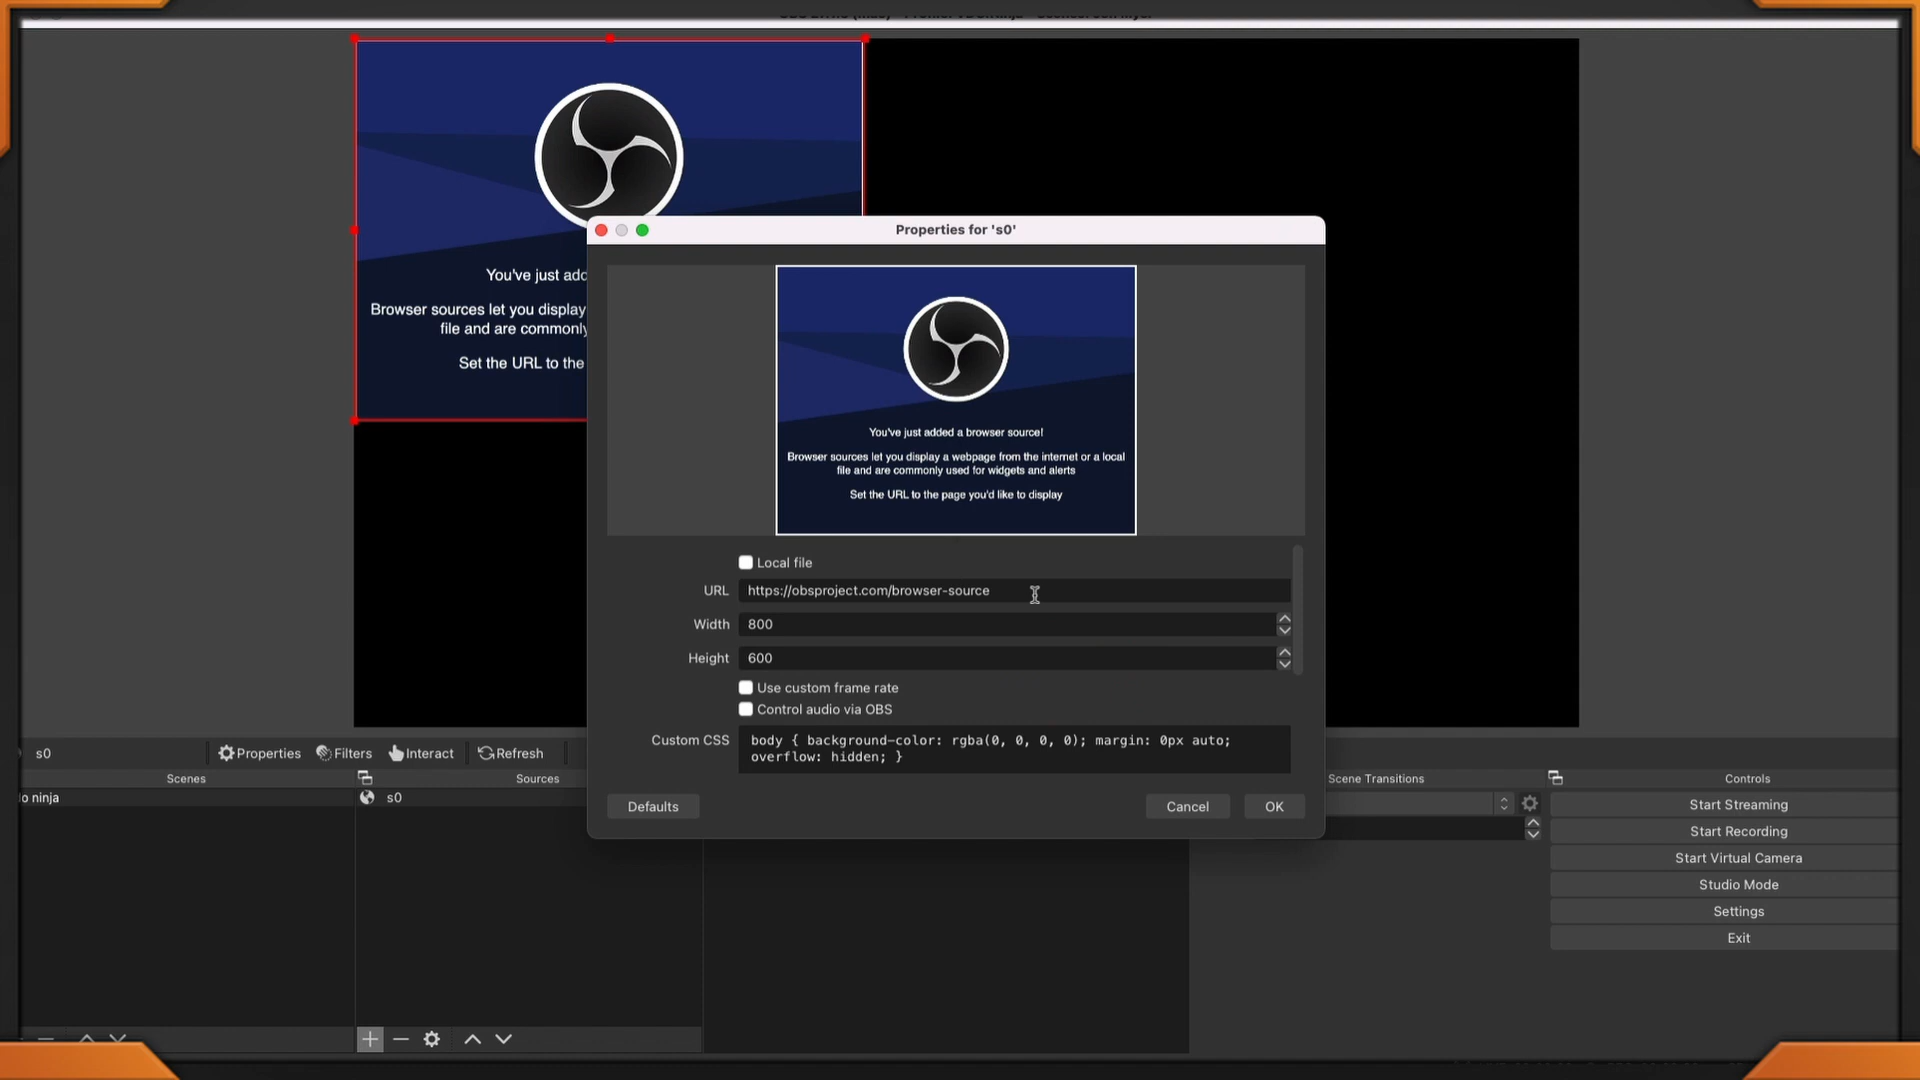 You've just add
Browser sources let you display
file and are commonly
Set the URL to the
Properties for 's0'
You've just added a browser source!
Browser sources let you display a webpage from the internet or a local
file and are commonly used for widgets and alerts
Set the URL to the page you'd like to display
Local file
URL https://obsproject.com/browser-source
Width 800
Height 600
Use custom frame rate
Control audio via OBS
Custom CSS body { background-color: rgba(0, 0, 0, 0); margin: 0px auto;
overflow: hidden; }
Defaults Cancel OK
s0 Properties Filters Interact Refresh
Scenes Sources Scene Transitions Controls
o ninja s0
Start Streaming
Start Recording
Start Virtual Camera
Studio Mode
Settings
Exit